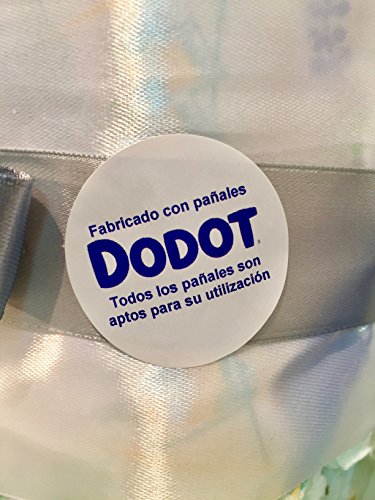 Fabricado con pañales
DODOT
Todos los pañales son
aptos para su utilización